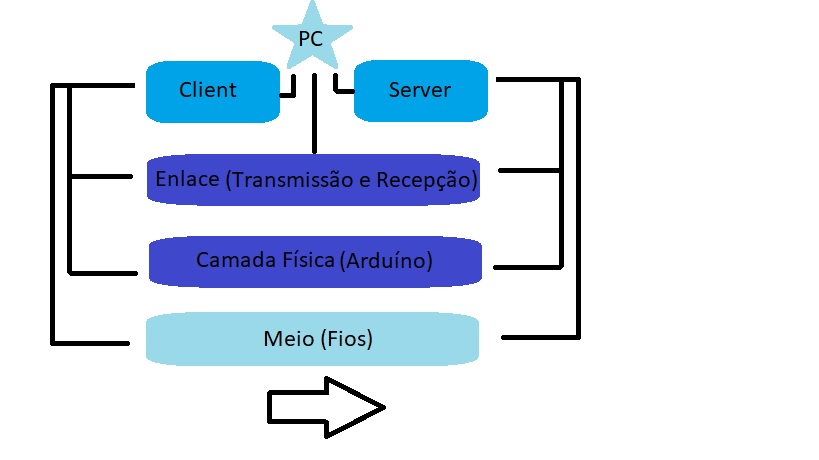 PC
Client
Server
Enlace (Transmissão e Recepção)
Camada Física (Arduíno)
Meio (Fios)